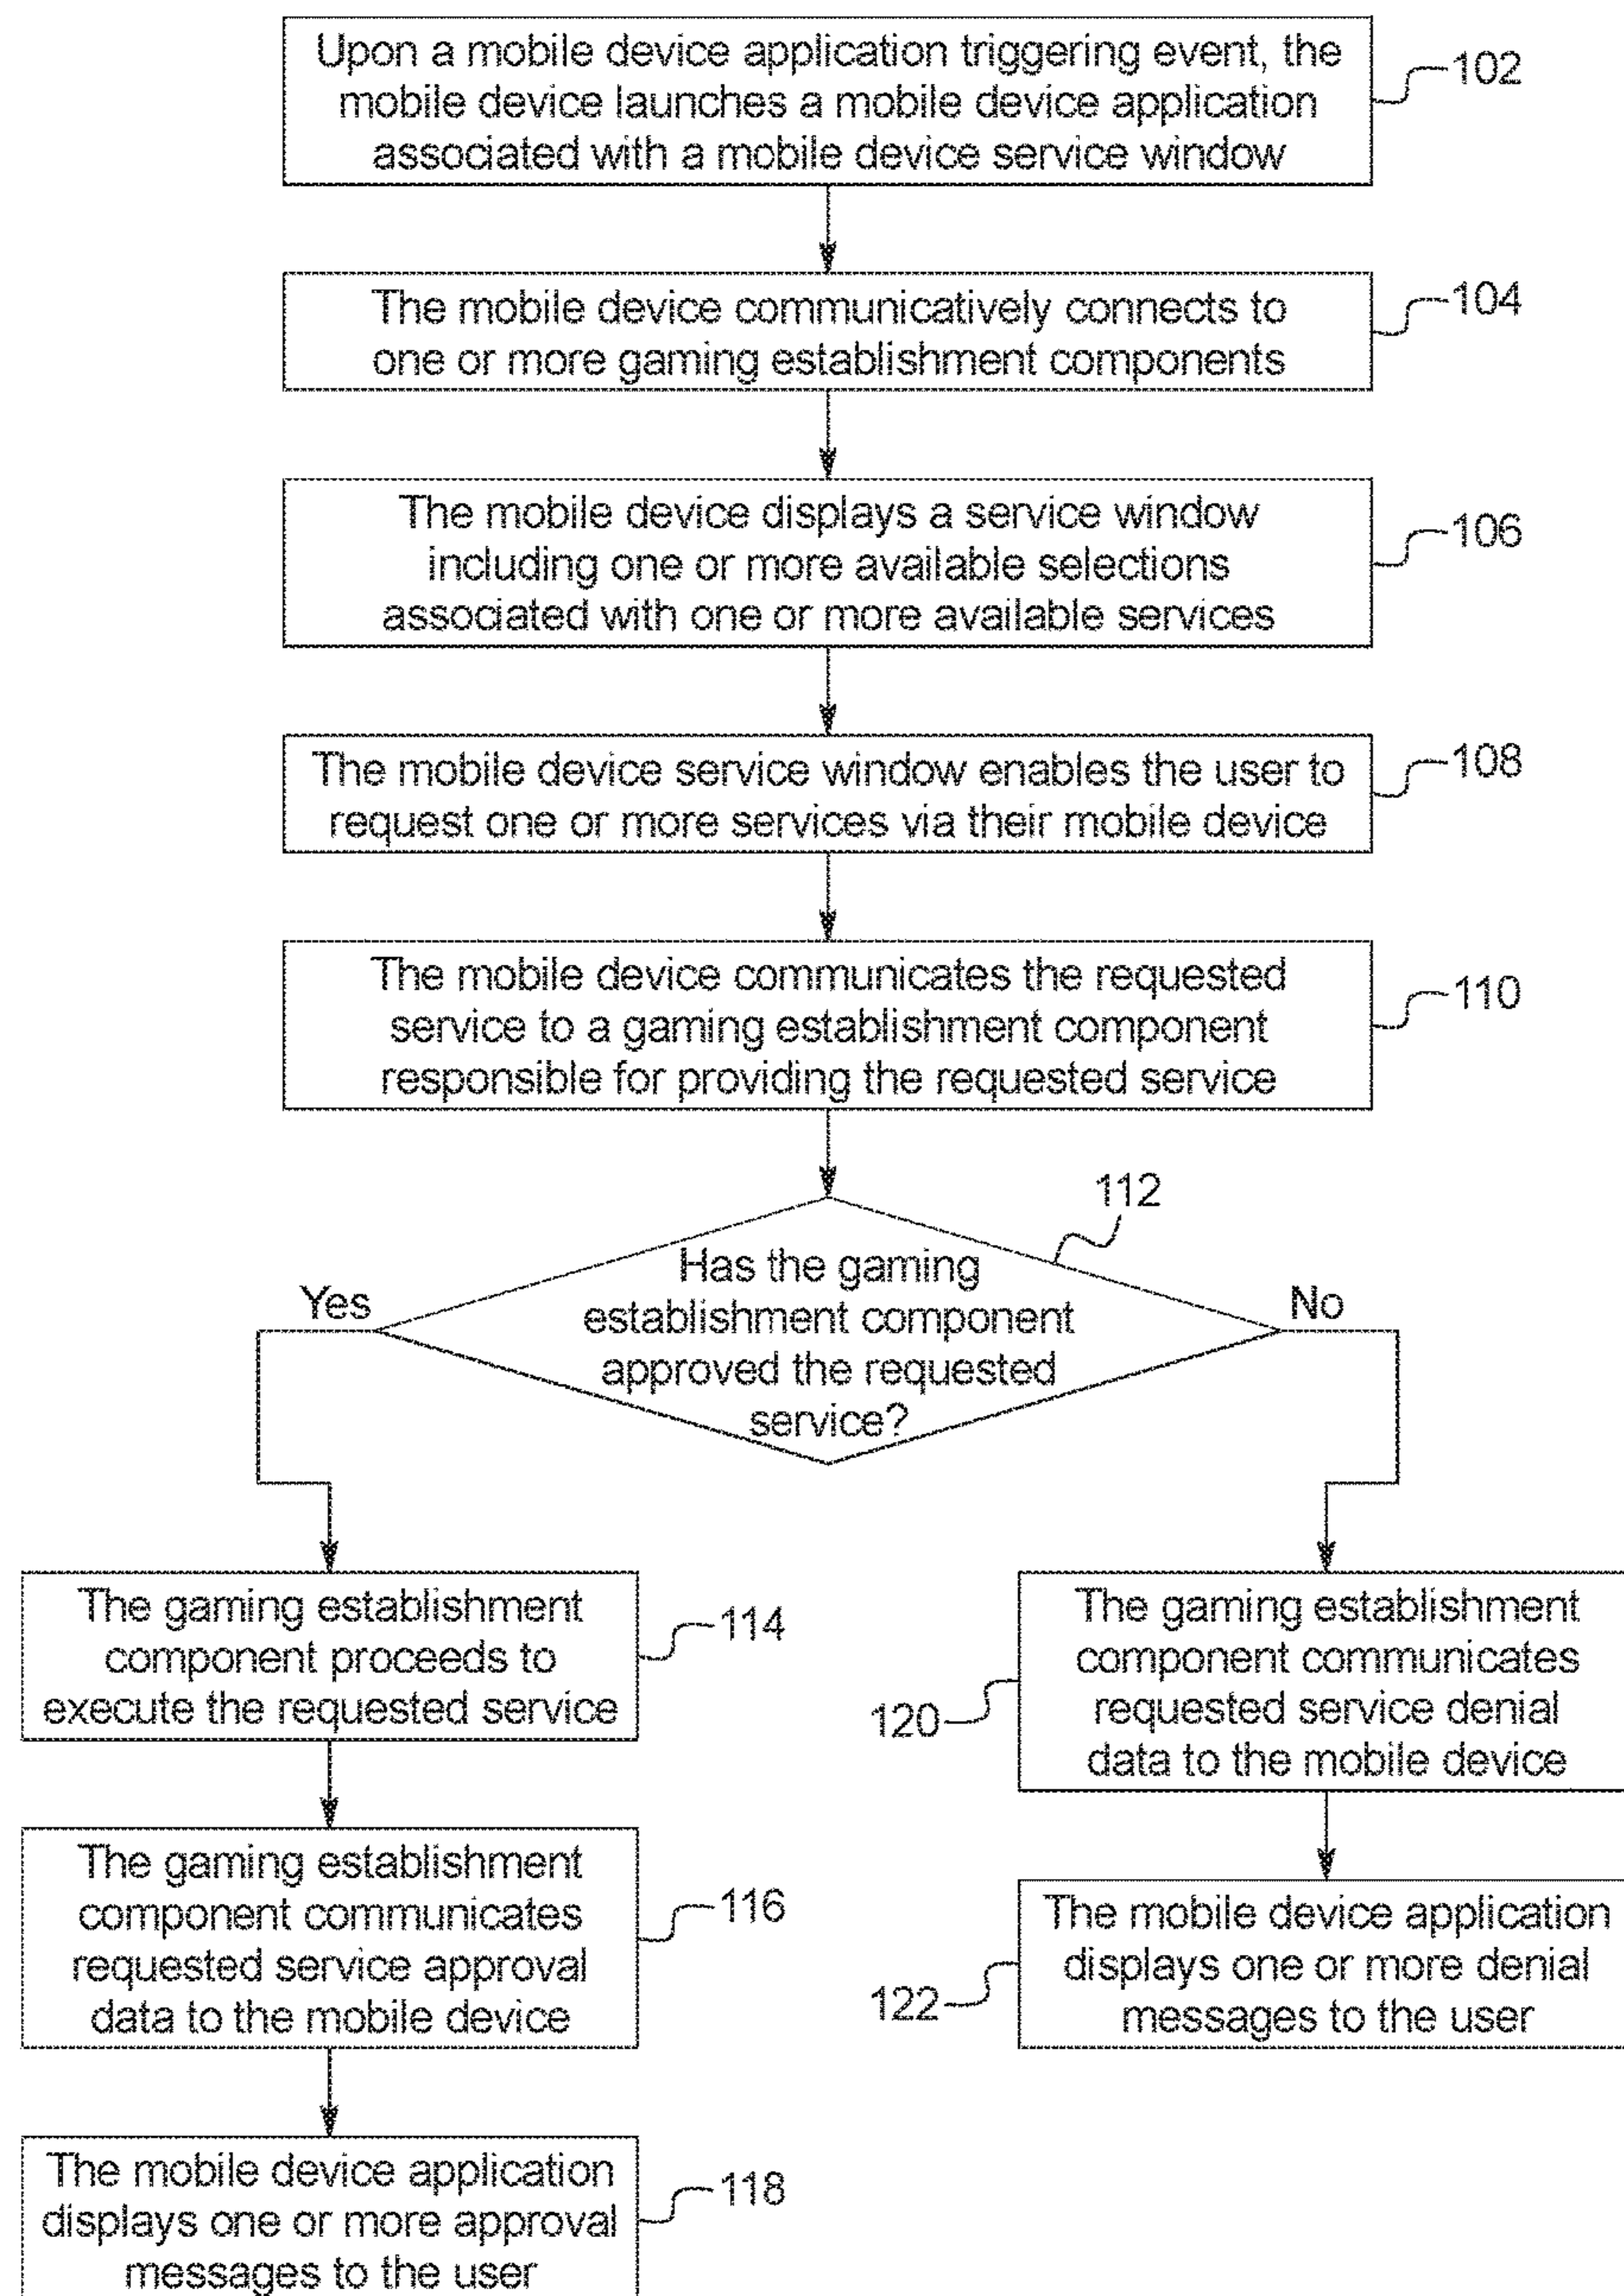 Upon a mobile device application triggering event, the
mobile device launches a mobile device application
associated with a mobile device service window
102
The mobile device communicatively connects to
one or more gaming establishment components
104
The mobile device displays a service window
including one or more available selections
associated with one or more available services
106
The mobile device service window enables the user to
request one or more services via their mobile device
108
The mobile device communicates the requested
service to a gaming establishment component
responsible for providing the requested service
110
112
Has the gaming
establishment component
approved the requested
service?
Yes
No
The gaming establishment
component proceeds to
execute the requested service
114
The gaming establishment
component communicates
requested service approval
data to the mobile device
116
The mobile device application
displays one or more approval
messages to the user
118
The gaming establishment
component communicates
requested service denial
data to the mobile device
120
The mobile device application
displays one or more denial
messages to the user
122